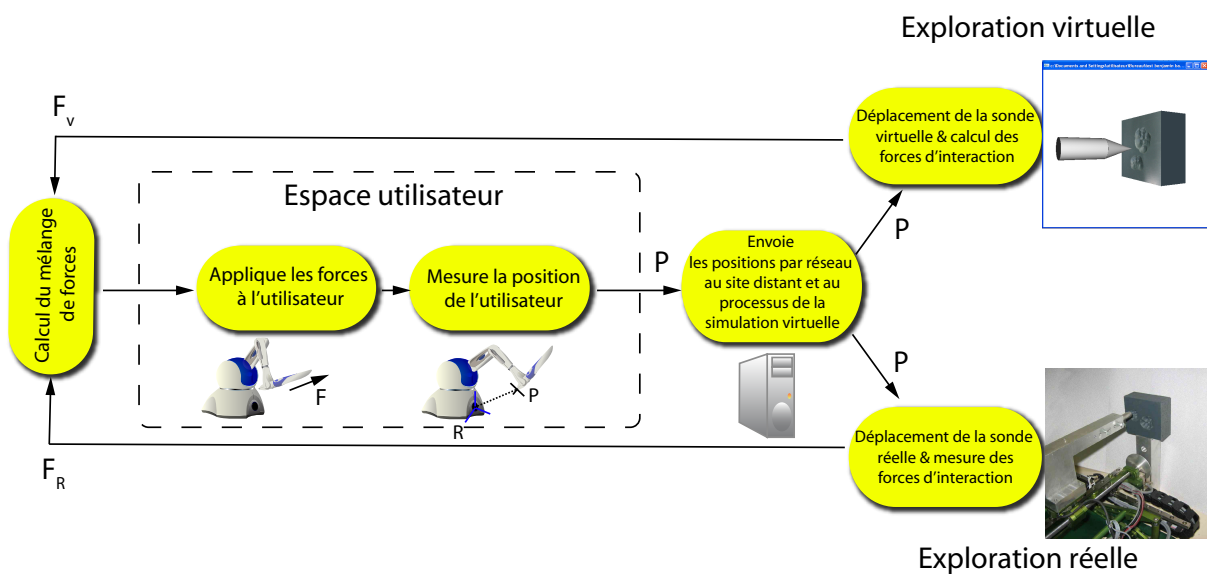 Exploration virtuelle
F_v
Déplacement de la sonde
virtuelle & calcul des
forces d'interaction
Espace utilisateur
Calcul du mélange
de forces
Applique les forces
à l'utilisateur
Mesure la position
de l'utilisateur
P
Envoie
les positions par réseau
au site distant et au
processus de la
simulation virtuelle
P
P
F
P
R
Déplacement de la sonde
réelle & mesure des
forces d'interaction
F_R
Exploration réelle